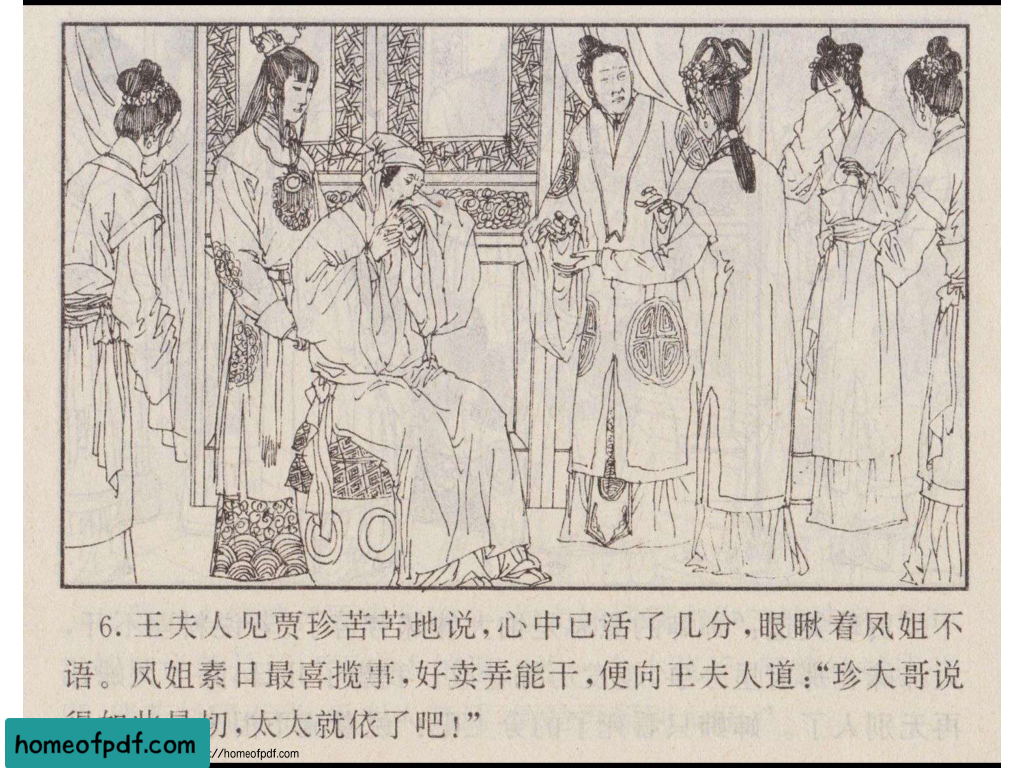 6. 王夫人见贾珍苦苦地说，心中已活了几分，眼瞅着凤姐不
语。凤姐素日最喜揽事，好卖弄能干，便向王夫人道：“珍大哥说
切，太太就依了吧！”
homeofpdf.com
://homeofpdf.com